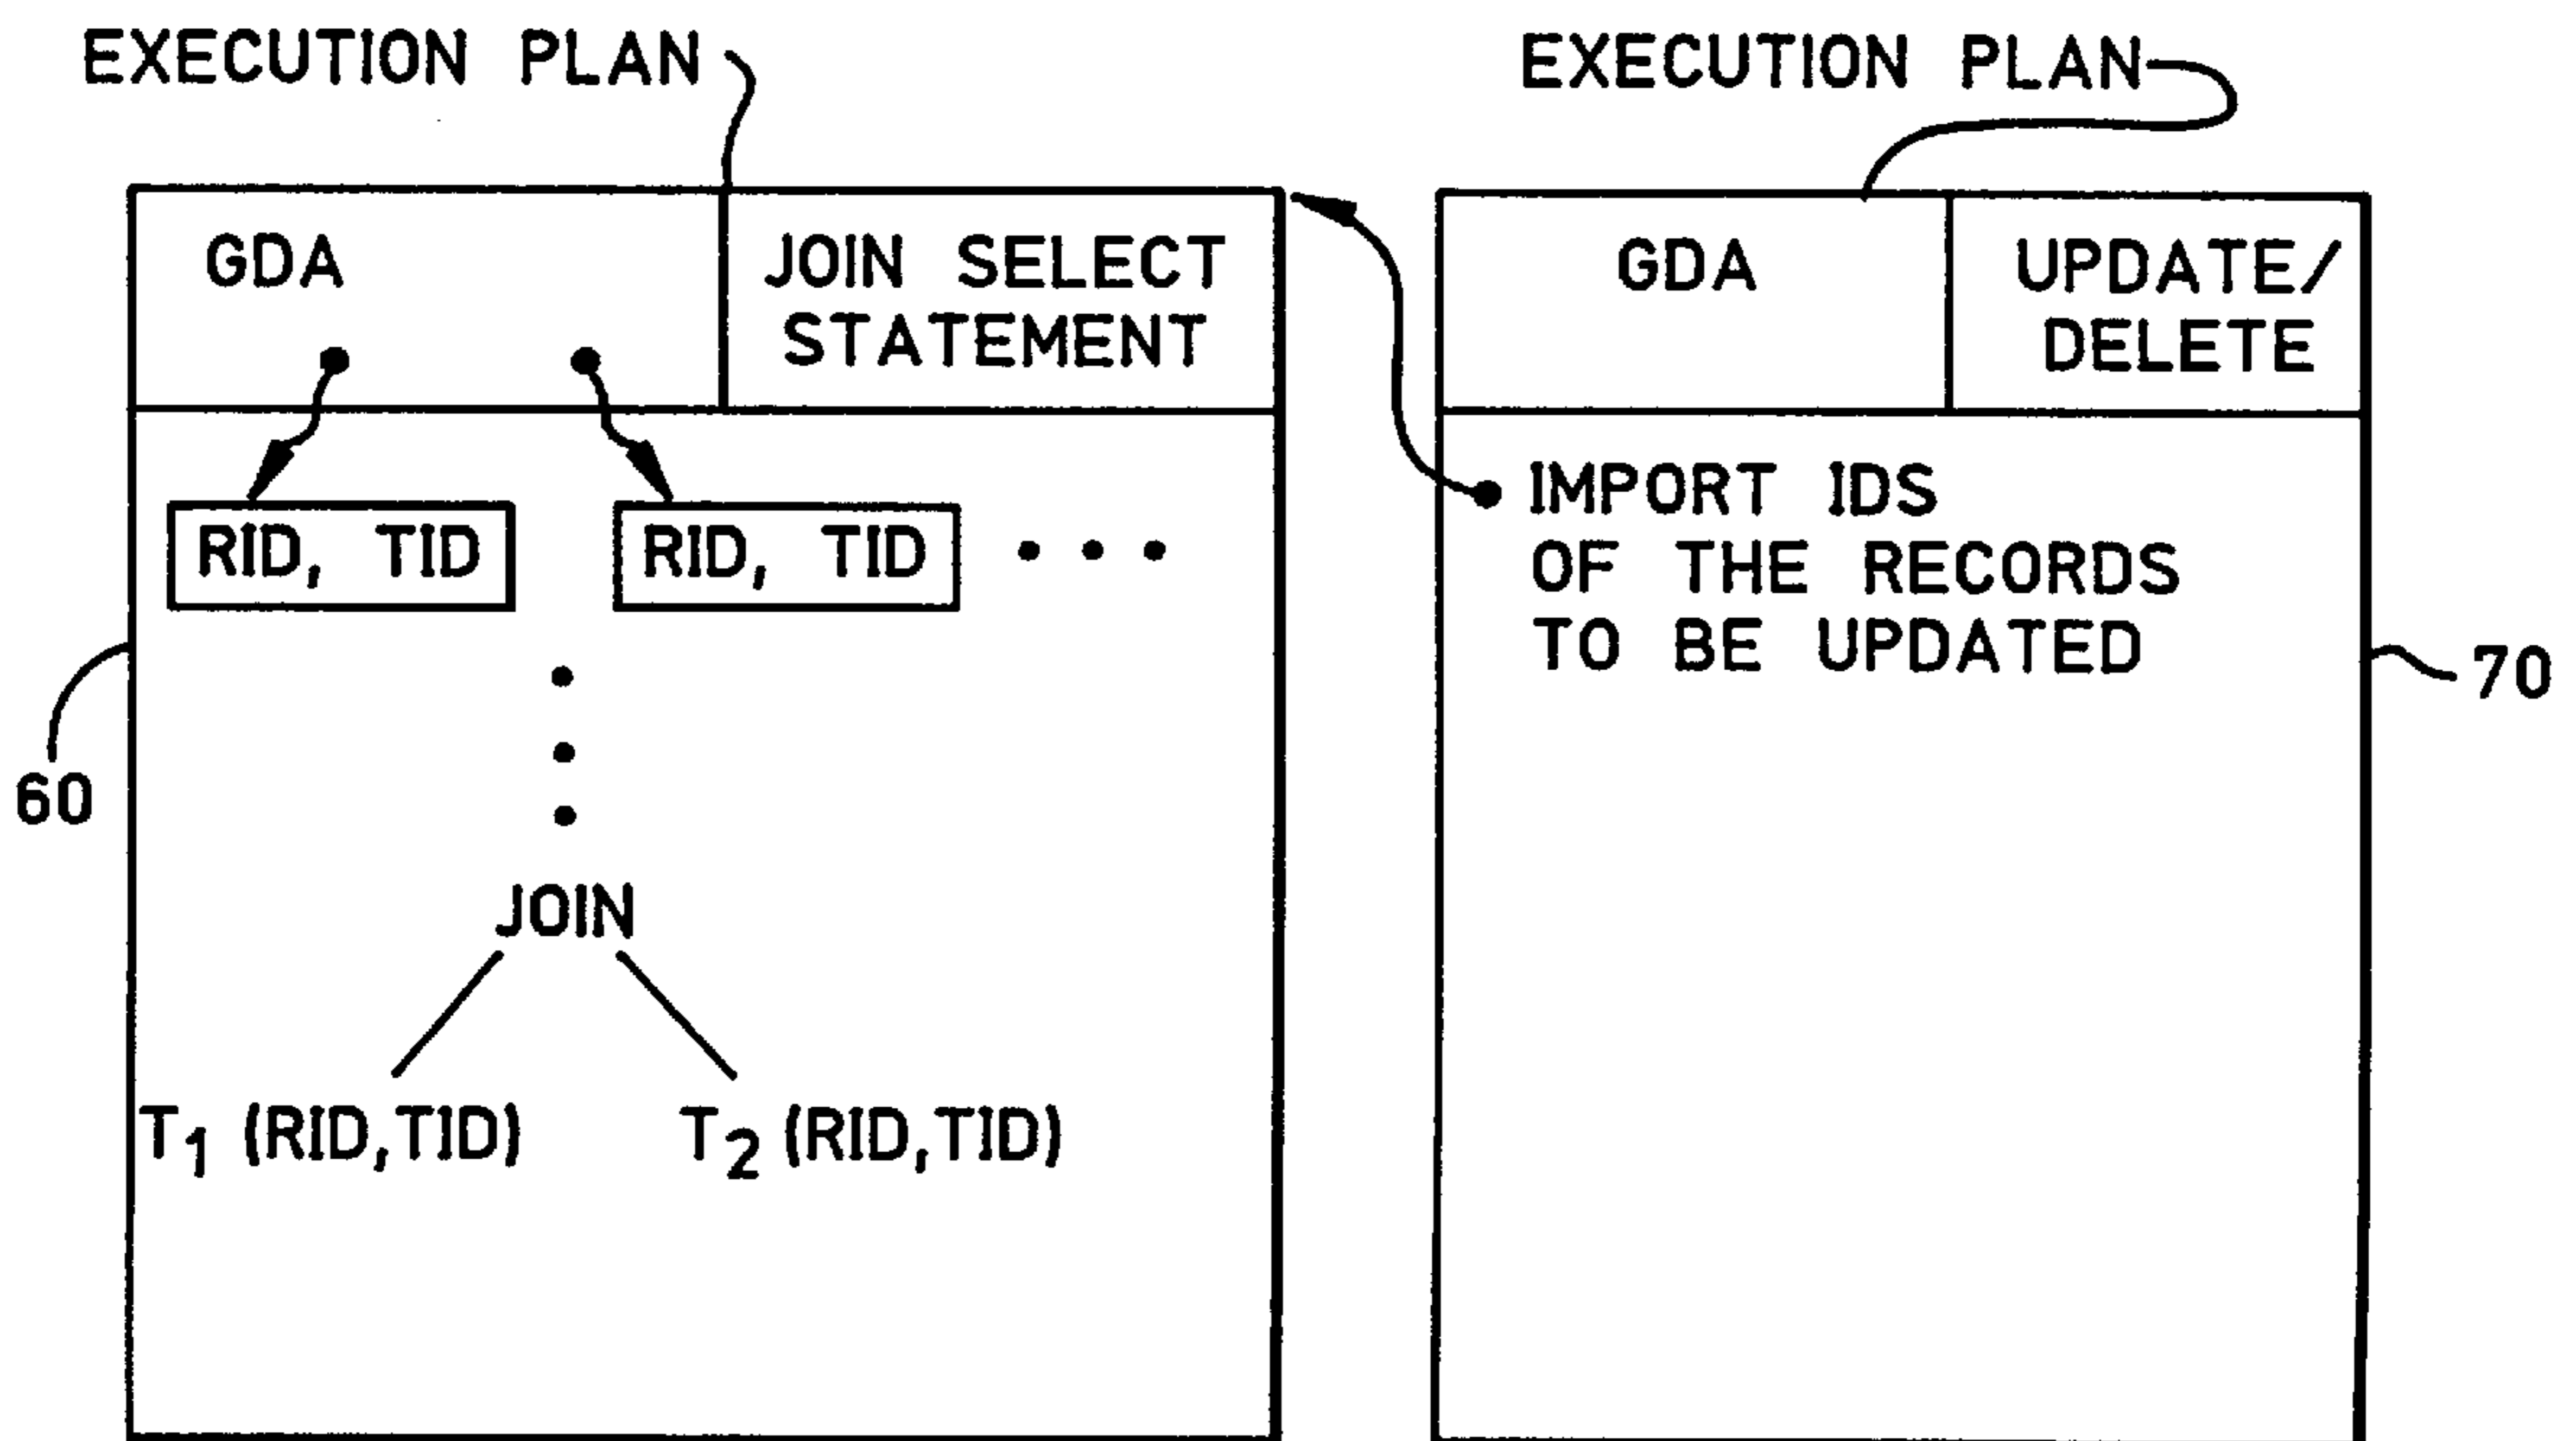 EXECUTION PLAN
EXECUTION PLAN
GDA
JOIN SELECT
STATEMENT
GDA
UPDATE/
DELETE
RID, TID
RID, TID
IMPORT IDS
OF THE RECORDS
TO BE UPDATED
60
70
JOIN
T1 (RID,TID)
T2 (RID,TID)